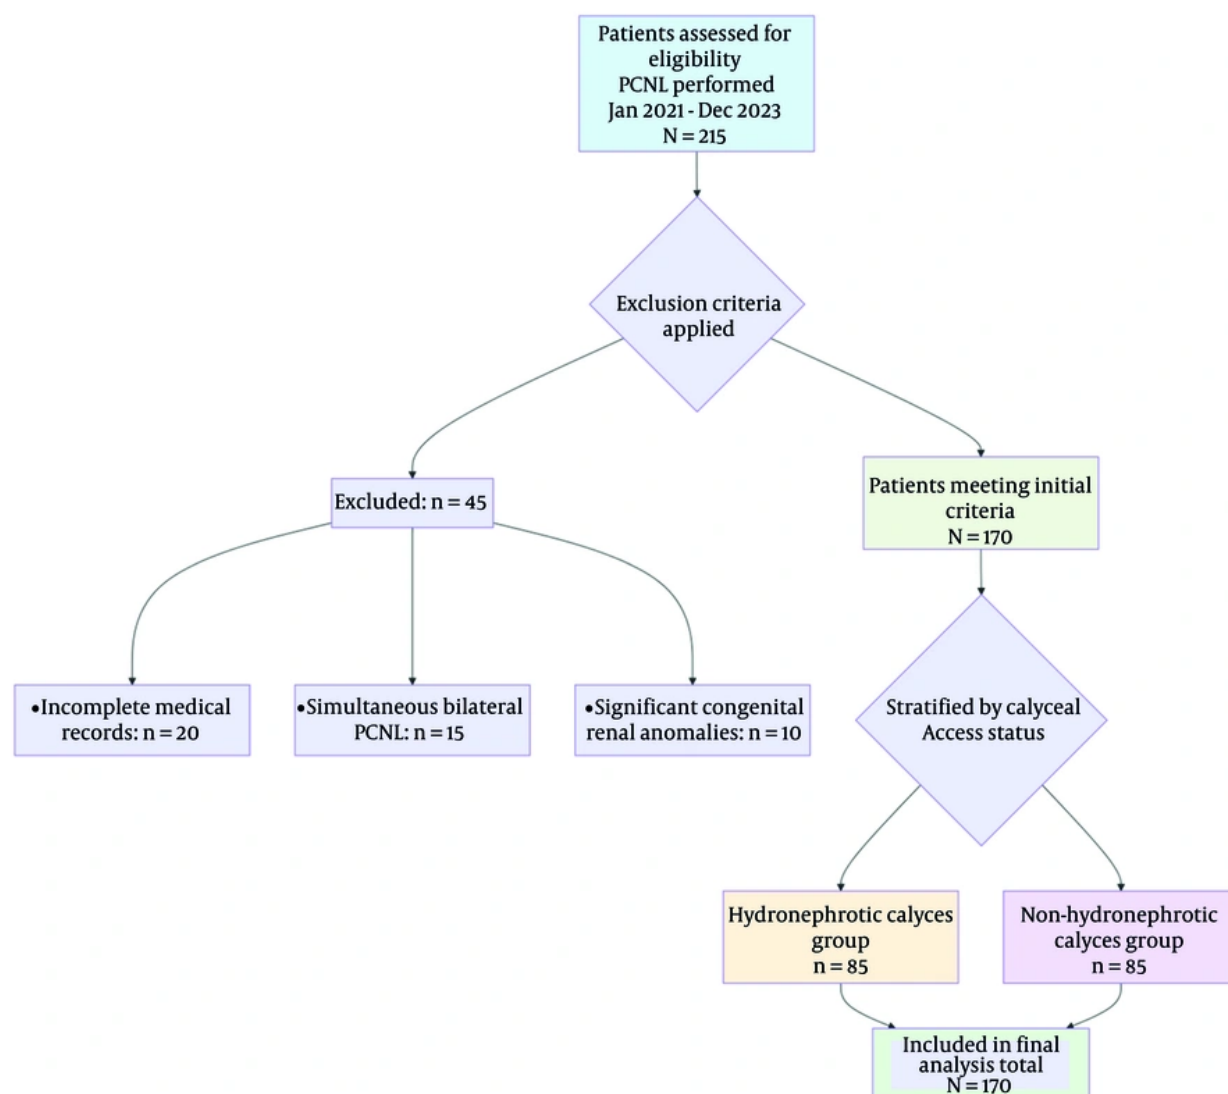 Patients assessed for
eligibility
PCNL performed
Jan 2021 - Dec 2023
N = 215
Exclusion criteria
applied
Excluded: n = 45
Patients meeting initial
criteria
N = 170
•Incomplete medical
records: n = 20
•Simultaneous bilateral
PCNL: n = 15
•Significant congenital
renal anomalies: n = 10
Stratified by calyceal
Access status
Hydronephrotic calyces
group
n = 85
Non-hydronephrotic
calyces group
n = 85
Included in final
analysis total
N = 170